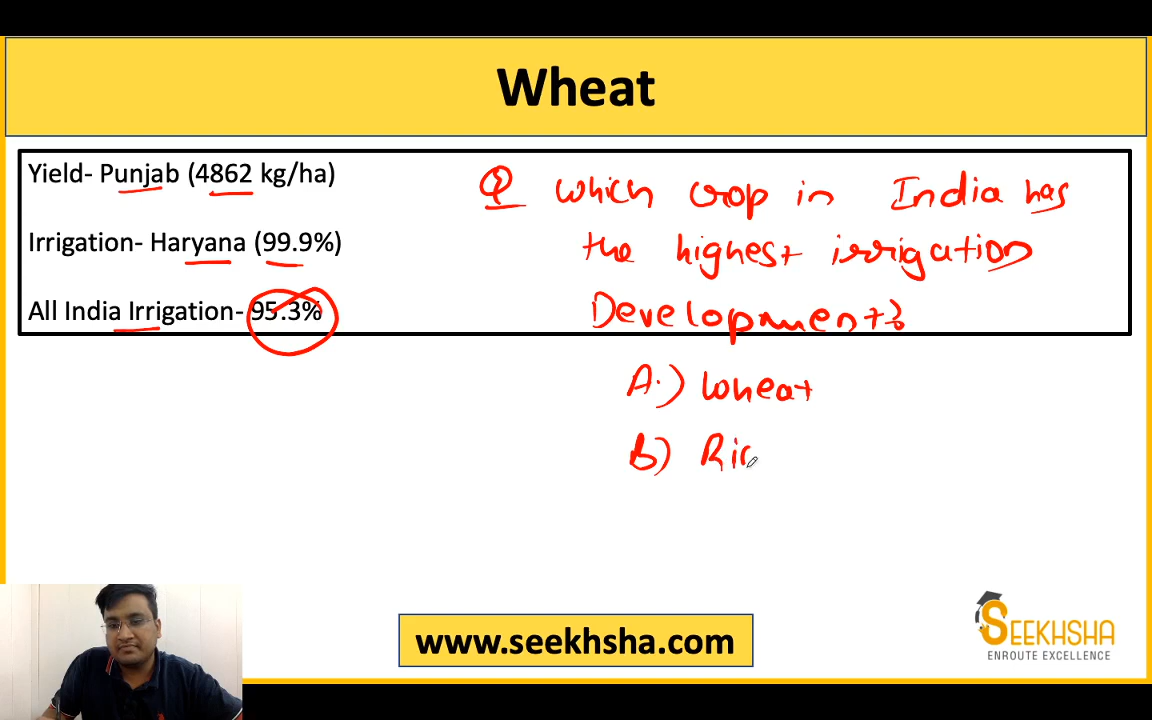 Wheat
Yield- Punjab (4862 kg/ha)
Irrigation- Haryana (99.9%)
All India Irrigation- 95.3%
Q which crop in India has
the highest irrigation
Development?
A.) wheat
B) Ric
www.seekhsha.com
SEEKHSHA
ENROUTE EXCELLENCE